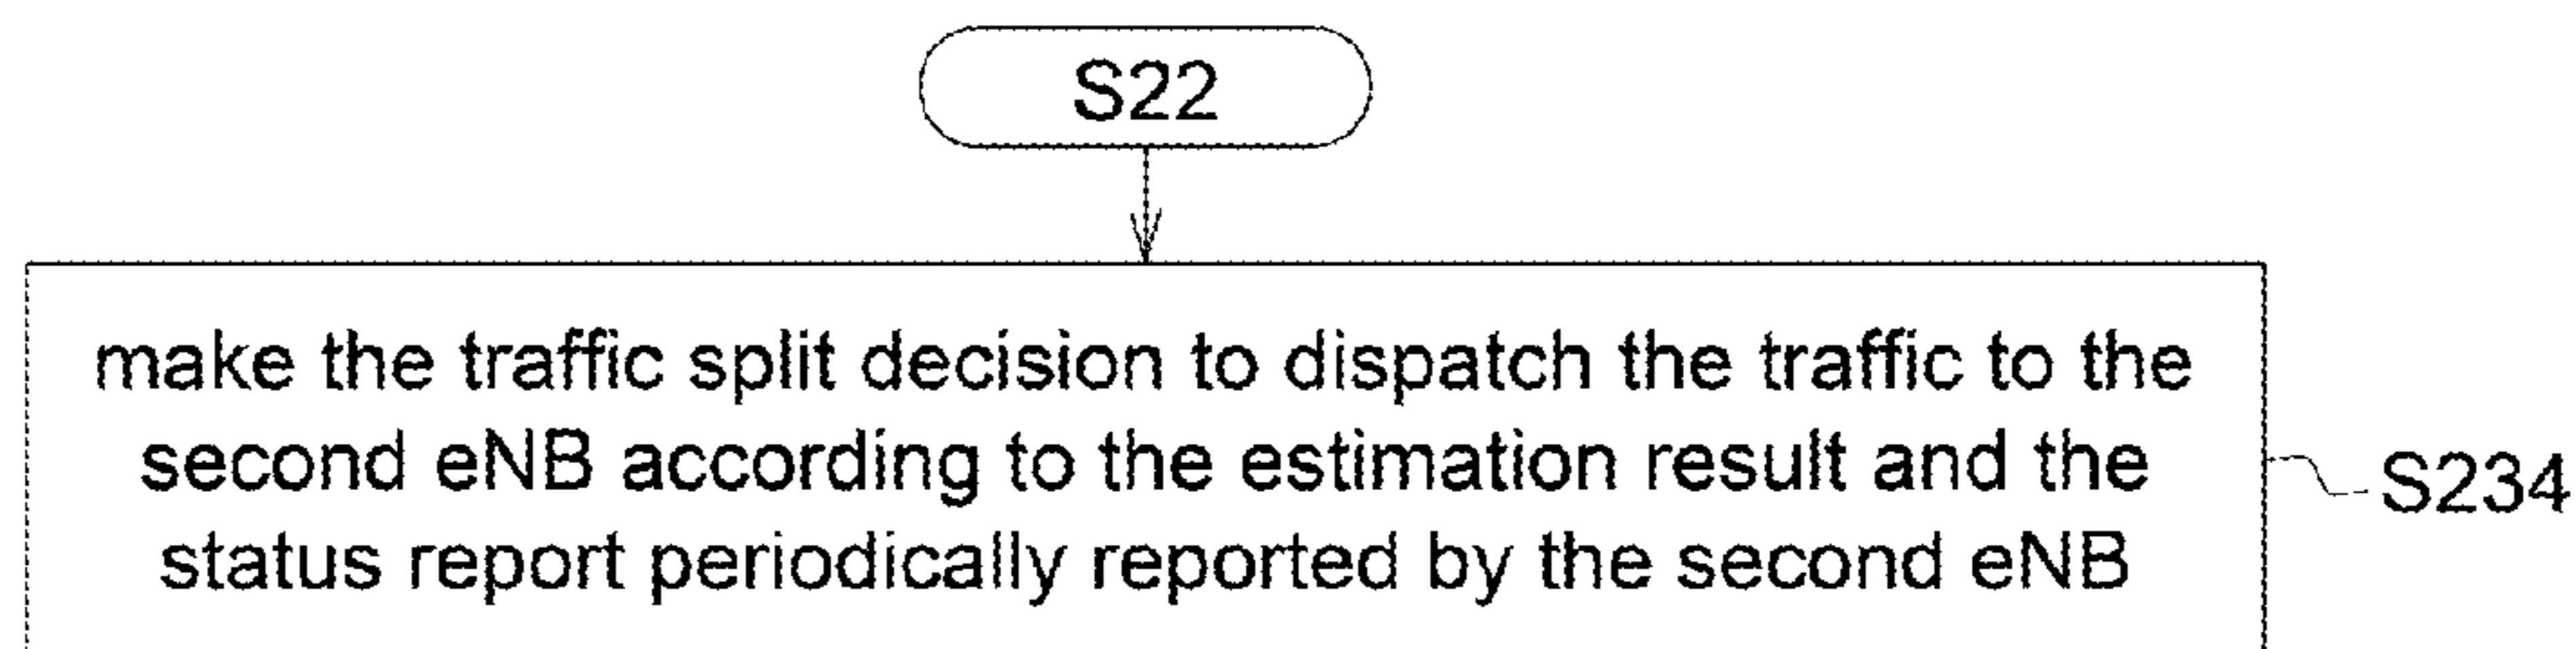 S22
make the traffic split decision to dispatch the traffic to the
second eNB according to the estimation result and the
status report periodically reported by the second eNB
S234